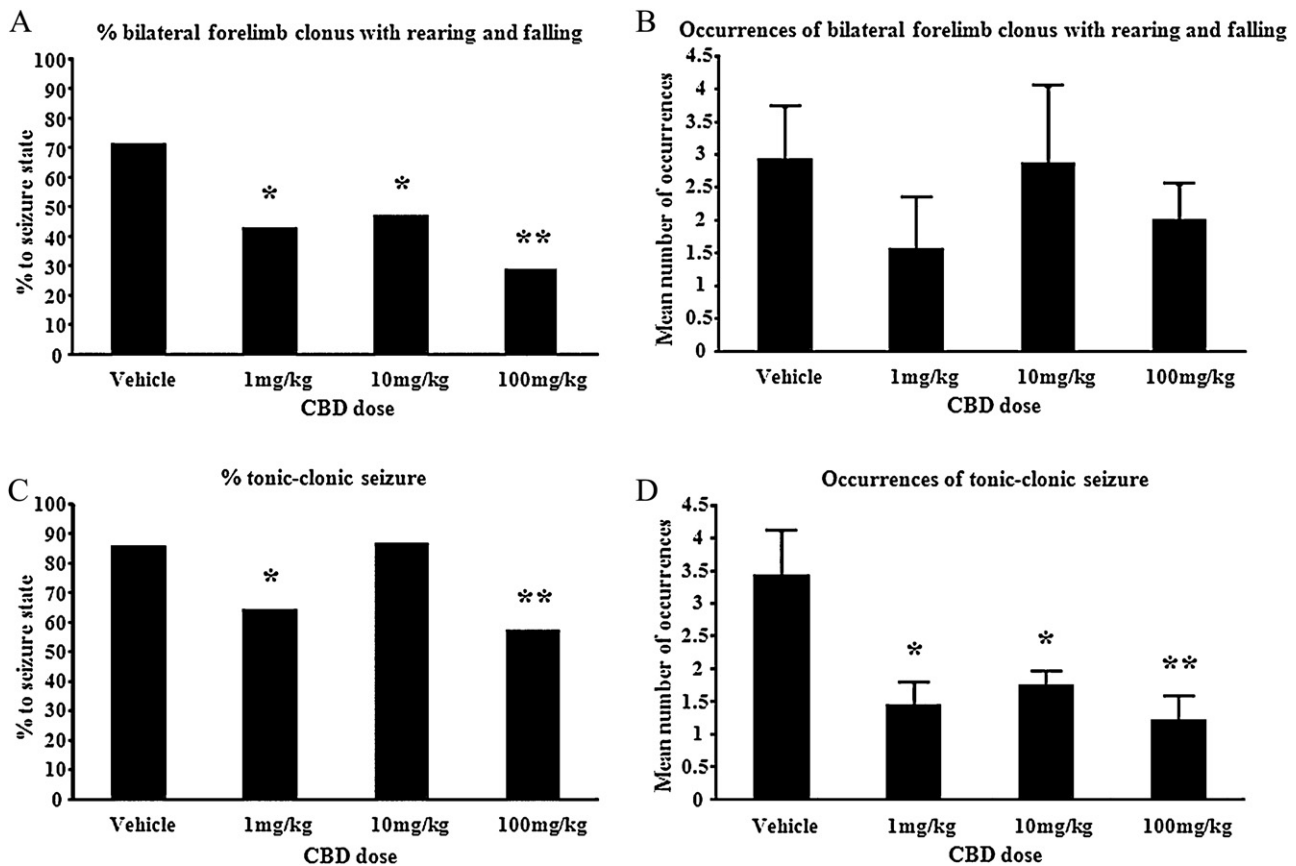 A
% bilateral forelimb clonus with rearing and falling
100
90
80
70
60
50
40
30
20
10
0
% to seizure state
*
*
**
Vehicle
1mg/kg
10mg/kg
100mg/kg
CBD dose
B
Occurrences of bilateral forelimb clonus with rearing and falling
4.5
4
3.5
3
2.5
2
1.5
1
0.5
0
Mean number of occurrences
Vehicle
1mg/kg
10mg/kg
100mg/kg
CBD dose
C
% tonic-clonic seizure
100
90
80
70
60
50
40
30
20
10
0
% to seizure state
*
**
Vehicle
1mg/kg
10mg/kg
100mg/kg
CBD dose
D
Occurrences of tonic-clonic seizure
4.5
4
3.5
3
2.5
2
1.5
1
0.5
0
Mean number of occurrences
*
*
**
Vehicle
1mg/kg
10mg/kg
100mg/kg
CBD dose